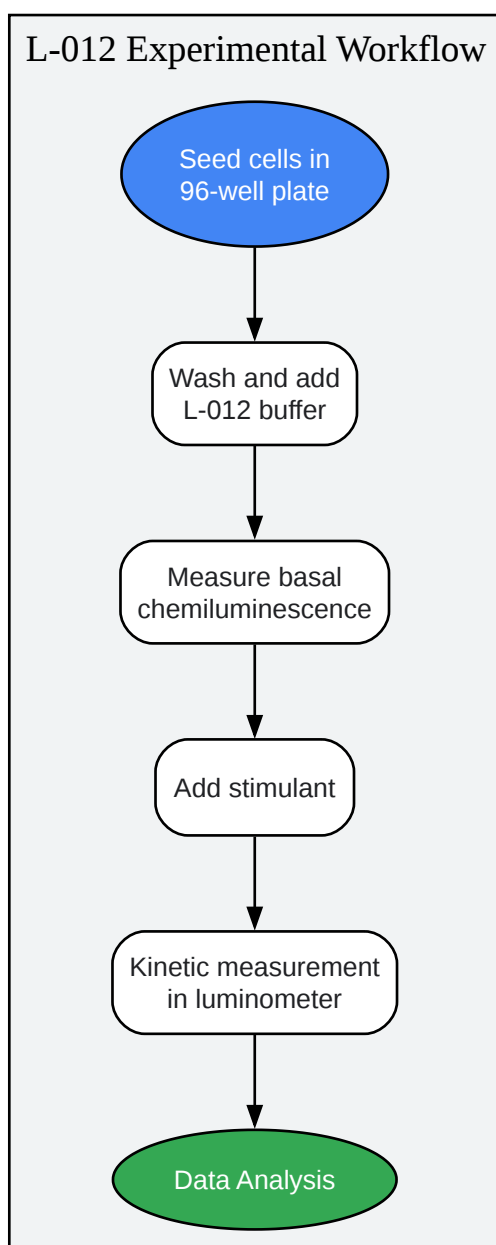 L-012 Experimental Workflow
Seed cells in
96-well plate
Wash and add
L-012 buffer
Measure basal
chemiluminescence
Add stimulant
Kinetic measurement
in luminometer
Data Analysis